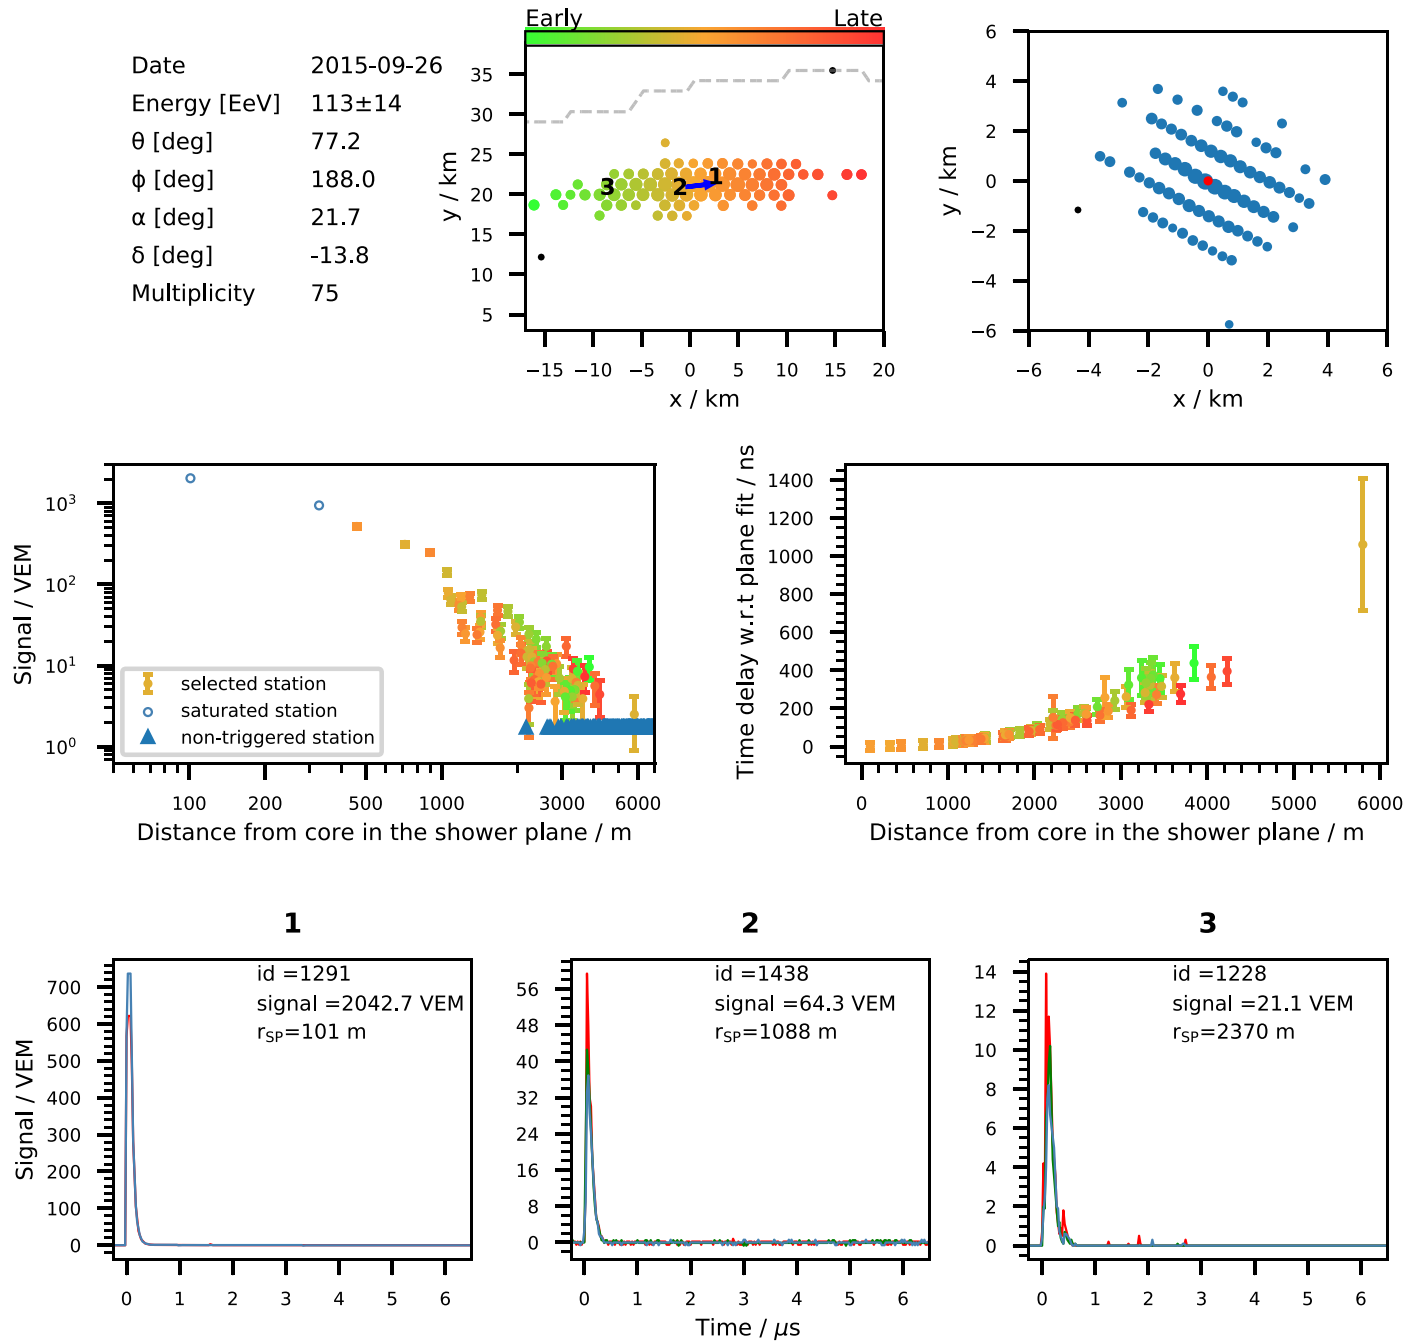 Date 2015-09-26
Energy [EeV] 113±14
θ [deg] 77.2
ϕ [deg] 188.0
α [deg] 21.7
δ [deg] -13.8
Multiplicity 75
Early Late
35
30
25
20
15
10
5
y / km
3 2 1
−15 −10 −5 0 5 10 15 20
x / km
6
4
2
0
−2
−4
−6
y / km
−6 −4 −2 0 2 4 6
x / km
10³
10²
10¹
10⁰
Signal / VEM
selected station
saturated station
non-triggered station
100 200 500 1000 3000 6000
Distance from core in the shower plane / m
1400
1200
1000
800
600
400
200
0
Time delay w.r.t plane fit / ns
0 1000 2000 3000 4000 5000 6000
Distance from core in the shower plane / m
1
id =1291
signal =2042.7 VEM
r_SP=101 m
700
600
500
400
300
200
100
0
Signal / VEM
0 1 2 3 4 5 6
2
id =1438
signal =64.3 VEM
r_SP=1088 m
56
48
40
32
24
16
8
0
0 1 2 3 4 5 6
Time / μs
3
id =1228
signal =21.1 VEM
r_SP=2370 m
14
12
10
8
6
4
2
0
0 1 2 3 4 5 6